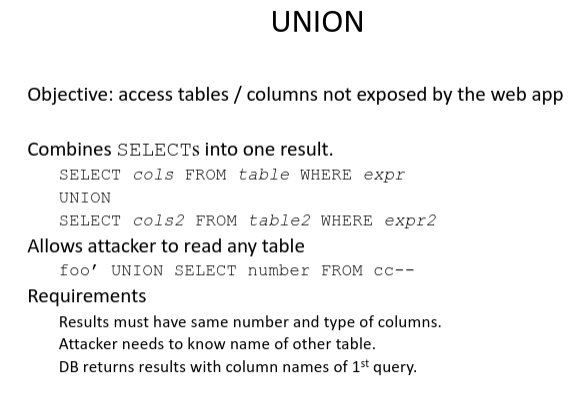 UNION
Objective: access tables / columns not exposed by the web app
Combines SELECTs into one result.
SELECT cols FROM table WHERE expr
UNION
SELECT cols2 FROM table2 WHERE expr2
Allows attacker to read any table
foo' UNION SELECT number FROM cc--
Requirements
Results must have same number and type of columns.
Attacker needs to know name of other table.
DB returns results with column names of 1st query.